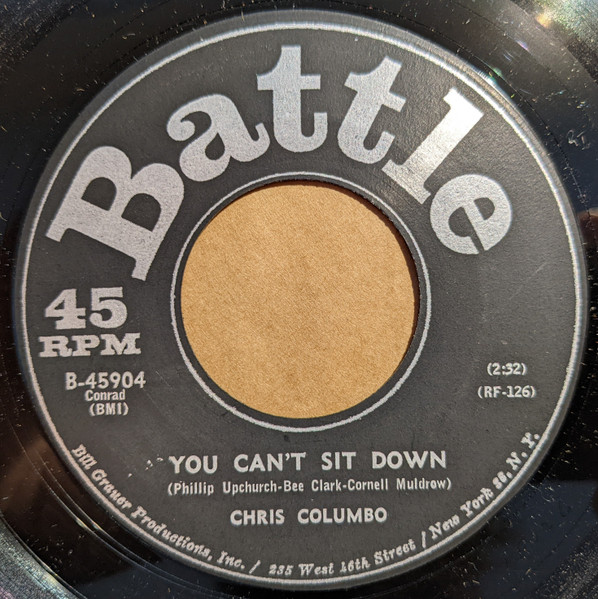 Battle
45
RPM
B-45904
Conrad
(BMI)
(2:32)
(RF-126)
YOU CAN'T SIT DOWN
(Phillip Upchurch-Bee Clark-Cornell Muldrow)
CHRIS COLUMBO
Bill Grauer Productions, Inc. / 235 West 46th Street / New York 36, N. Y.